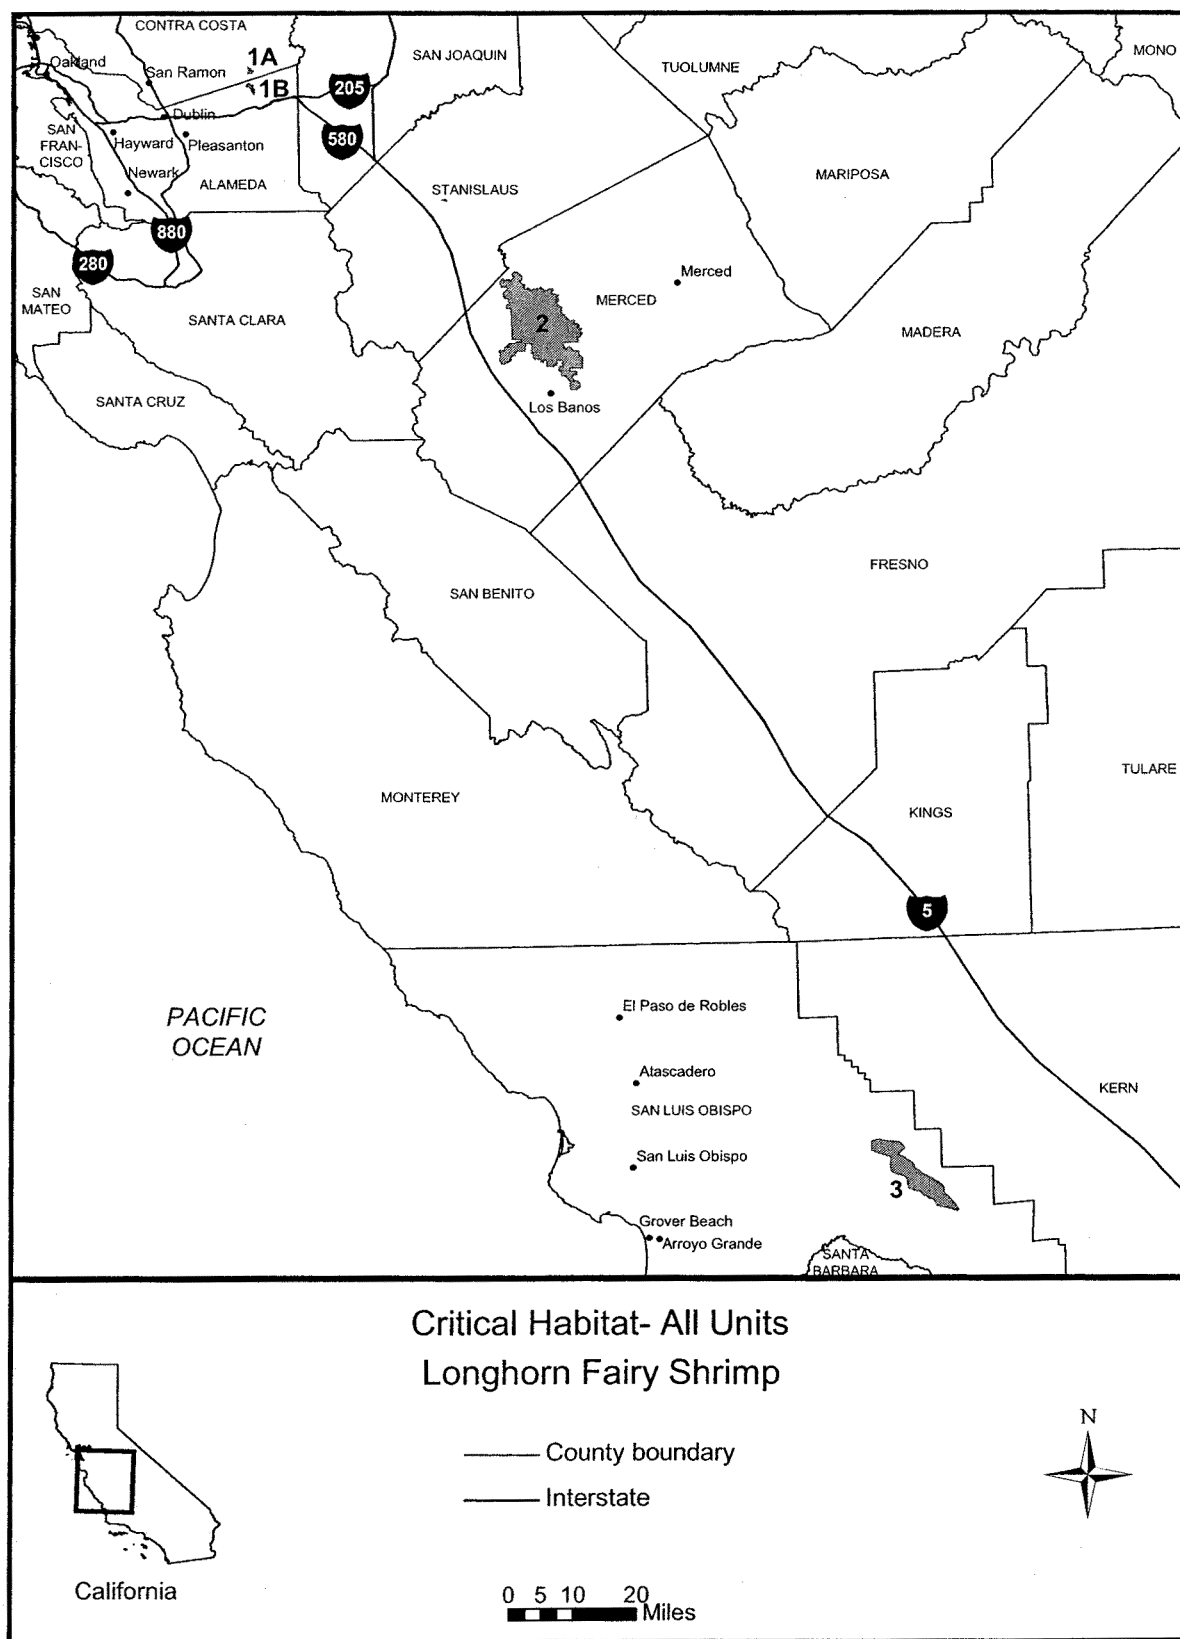 CONTRA COSTA
1A
SAN JOAQUIN
TUOLUMNE
MONO
Oakland
San Ramon
1B
205
Dublin
SAN
FRAN-
CISCO
Hayward
Pleasanton
580
Newark
ALAMEDA
STANISLAUS
MARIPOSA
880
280
SAN
MATEO
SANTA CLARA
Merced
MERCED
2
MADERA
SANTA CRUZ
Los Banos
FRESNO
SAN BENITO
TULARE
MONTEREY
KINGS
5
PACIFIC
OCEAN
El Paso de Robles
Atascadero
SAN LUIS OBISPO
KERN
San Luis Obispo
3
Grover Beach
Arroyo Grande
SANTA
BARBARA
Critical Habitat- All Units
Longhorn Fairy Shrimp
N
County boundary
Interstate
California
0 5 10 20
Miles